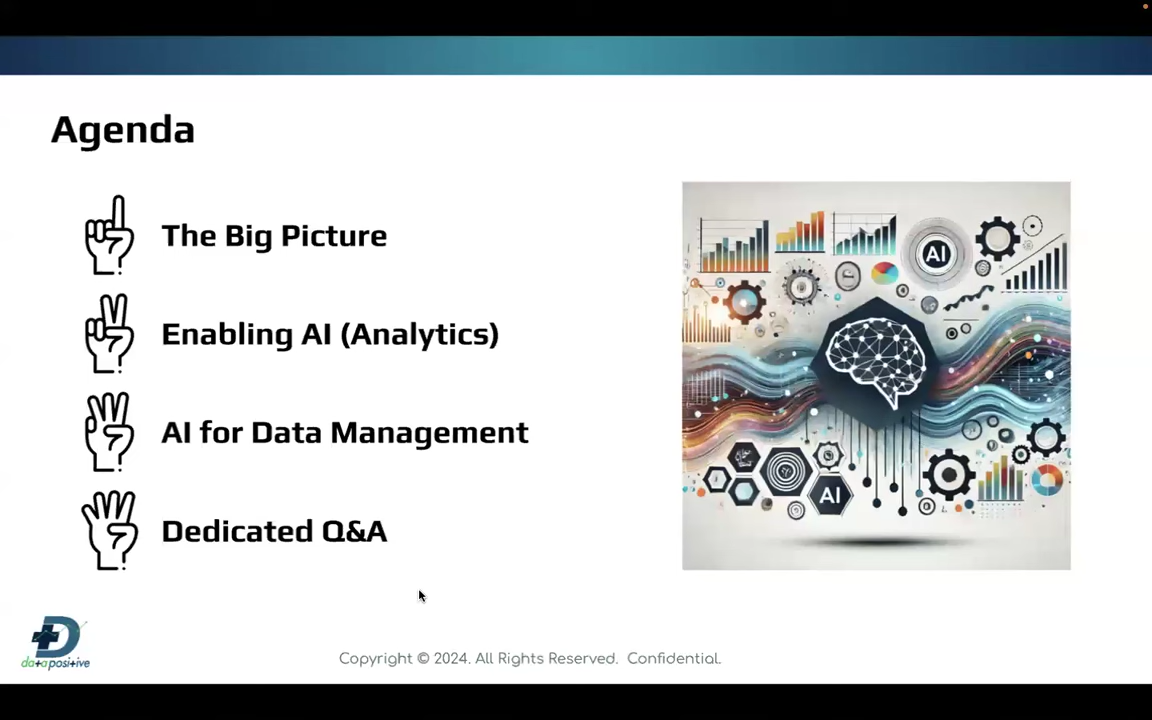 Agenda
The Big Picture
Enabling AI (Analytics)
AI for Data Management
Dedicated Q&A
AI
AI
D
data positive
Copyright © 2024. All Rights Reserved. Confidential.